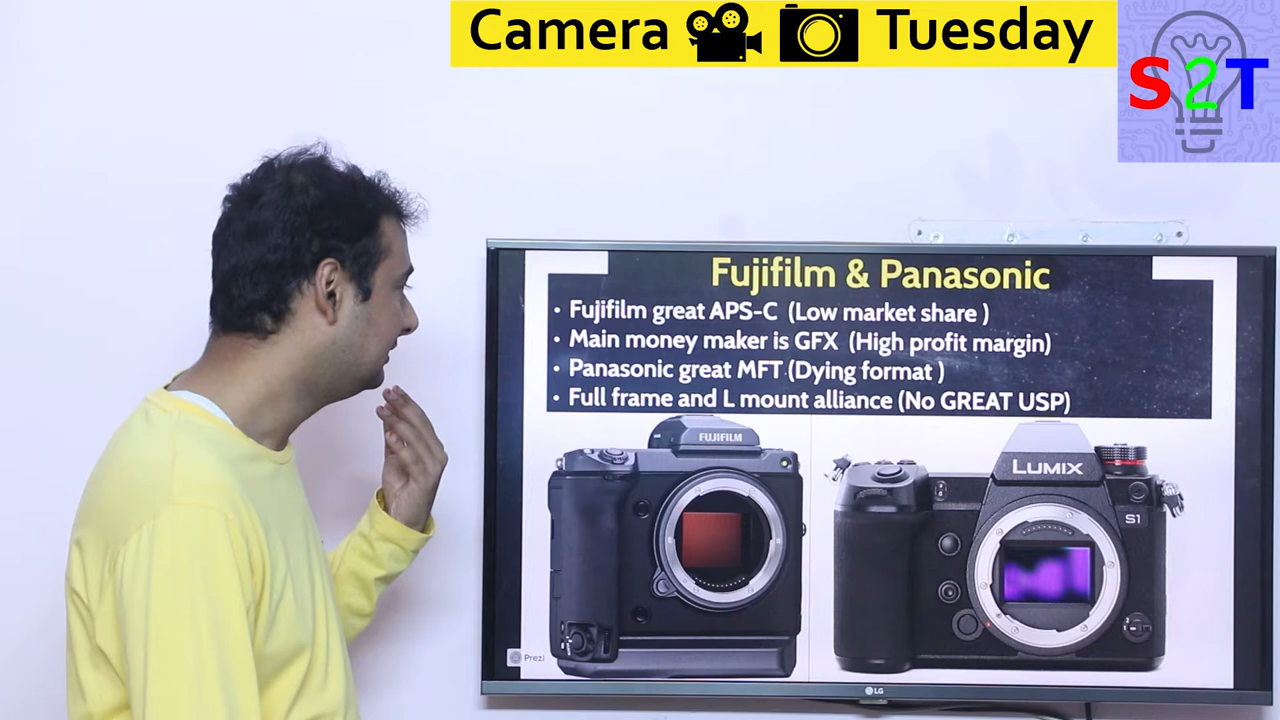 Camera Tuesday
S2T
Fujifilm & Panasonic
• Fujifilm great APS-C (Low market share )
• Main money maker is GFX (High profit margin)
• Panasonic great MFT (Dying format )
• Full frame and L mount alliance (No GREAT USP)
FUJIFILM
LUMIX
S1
Prezi
LG